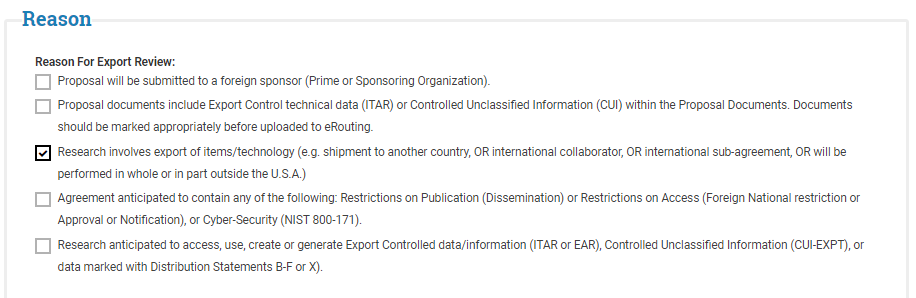 Reason
Reason For Export Review:
Proposal will be submitted to a foreign sponsor (Prime or Sponsoring Organization).
Proposal documents include Export Control technical data (ITAR) or Controlled Unclassified Information (CUI) within the Proposal Documents. Documents
should be marked appropriately before uploaded to eRouting.
Research involves export of items/technology (e.g. shipment to another country, OR international collaborator, OR international sub-agreement, OR will be
performed in whole or in part outside the U.S.A.)
Agreement anticipated to contain any of the following: Restrictions on Publication (Dissemination) or Restrictions on Access (Foreign National restriction or
Approval or Notification), or Cyber-Security (NIST 800-171).
Research anticipated to access, use, create or generate Export Controlled data/information (ITAR or EAR), Controlled Unclassified Information (CUI-EXPT), or
data marked with Distribution Statements B-F or X).